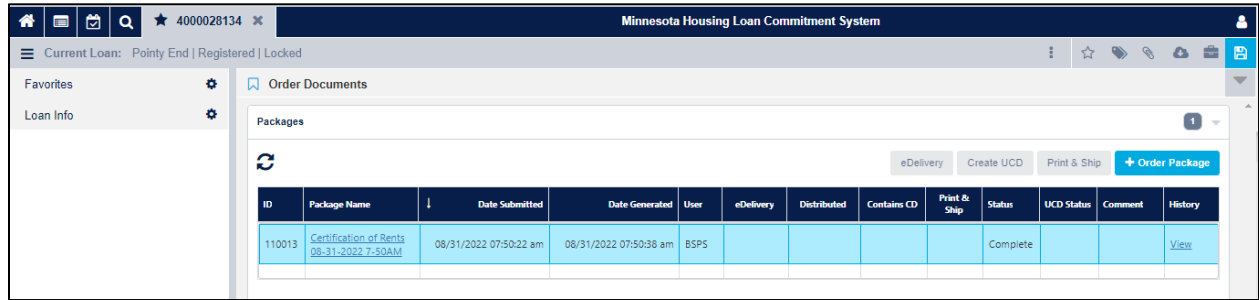 4000028134
Minnesota Housing Loan Commitment System
Current Loan: Pointy End | Registered | Locked
Favorites
Loan Info
Order Documents
Packages
1
eDelivery
Create UCD
Print & Ship
+ Order Package
ID
Package Name
↓
Date Submitted
Date Generated
User
eDelivery
Distributed
Contains CD
Print &
Ship
Status
UCD Status
Comment
History
110013
Certification of Rents
08-31-2022 7-50AM
08/31/2022 07:50:22 am
08/31/2022 07:50:38 am
BSPS
Complete
View